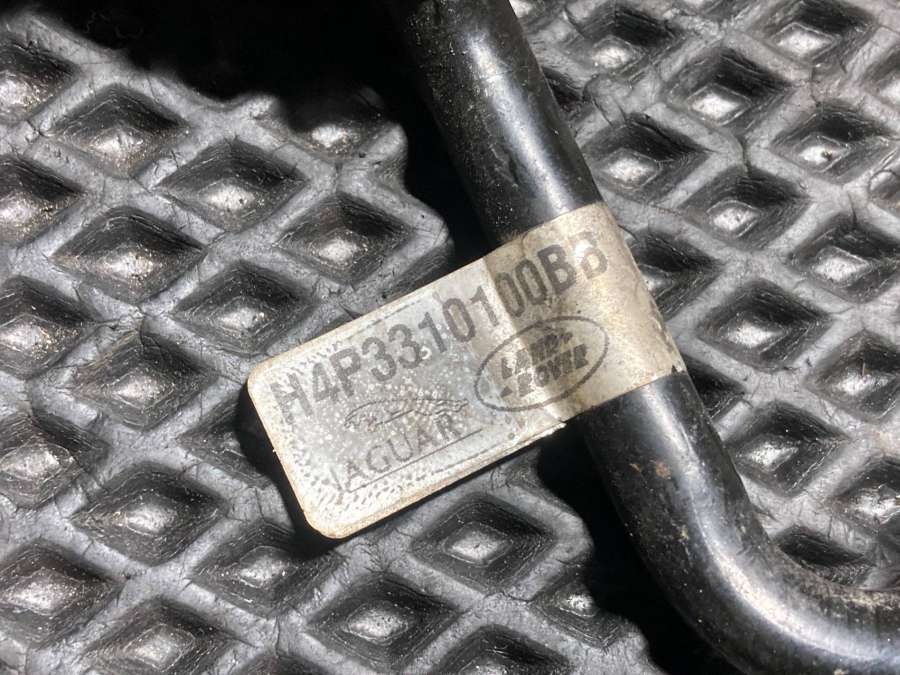 H4P3310100BB
JAGUAR
LAND
ROVER